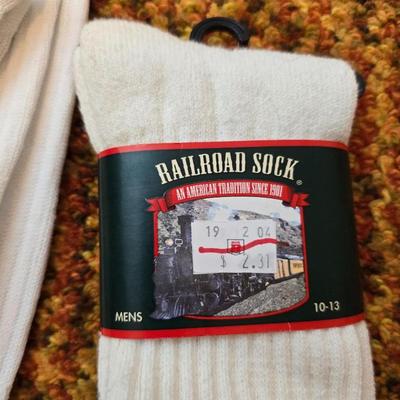 RAILROAD SOCK®
AN AMERICAN TRADITION SINCE 1901
19 2 04
$ 2.31
MENS
10-13